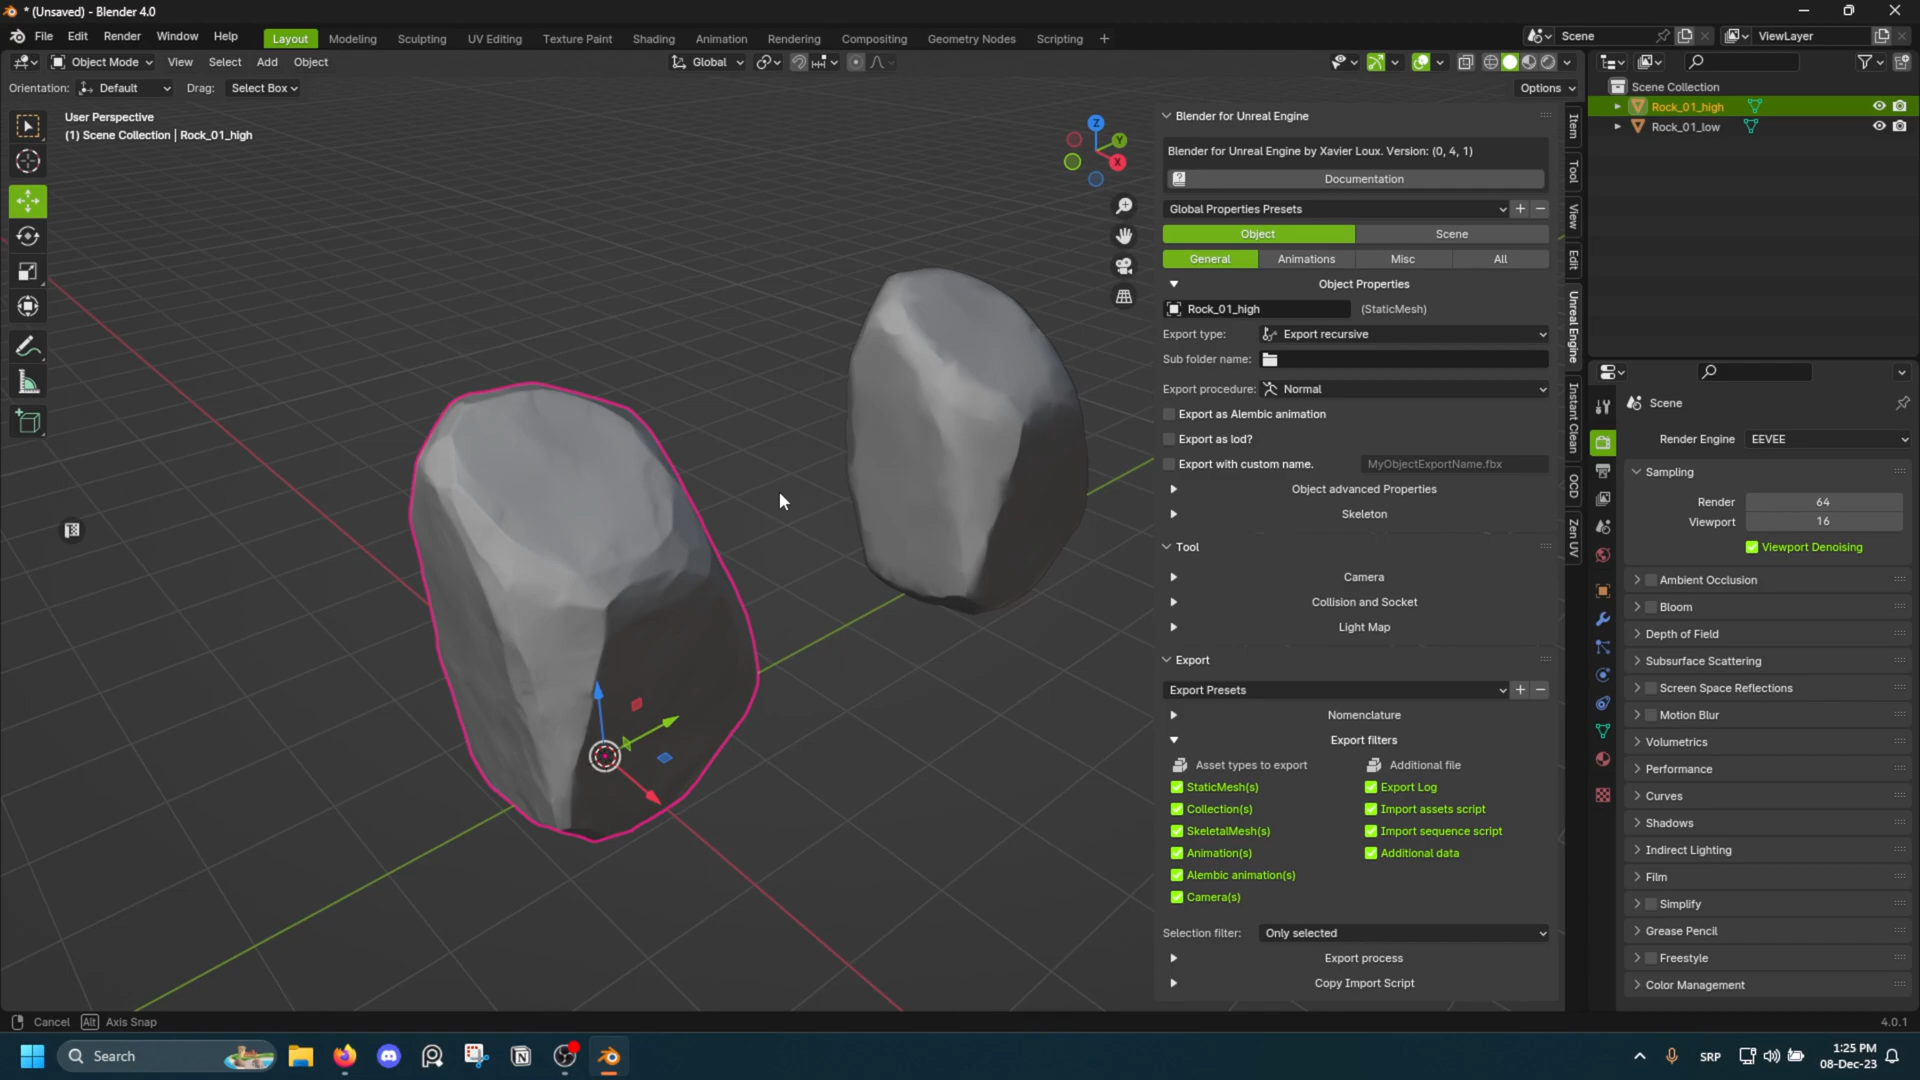 * (Unsaved) - Blender 4.0
File Edit Render Window Help
Layout Modeling Sculpting UV Editing Texture Paint Shading Animation Rendering Compositing Geometry Nodes Scripting +
Scene
ViewLayer
Object Mode View Select Add Object
Global
Orientation: Default Drag: Select Box
Options
User Perspective
(1) Scene Collection | Rock_01_high
Z
Y
X
Blender for Unreal Engine
Blender for Unreal Engine by Xavier Loux. Version: (0, 4, 1)
Documentation
Global Properties Presets
Object Scene
General Animations Misc All
Object Properties
Rock_01_high (StaticMesh)
Export type: Export recursive
Sub folder name:
Export procedure: Normal
Export as Alembic animation
Export as lod?
Export with custom name. MyObjectExportName.fbx
Object advanced Properties
Skeleton
Tool
Camera
Collision and Socket
Light Map
Export
Export Presets
Nomenclature
Export filters
Asset types to export Additional file
StaticMesh(s) Export Log
Collection(s) Import assets script
SkeletalMesh(s) Import sequence script
Animation(s) Additional data
Alembic animation(s)
Camera(s)
Selection filter: Only selected
Export process
Copy Import Script
Item
Tool
View
Edit
Unreal Engine
Instant Clean
OCD
Zen UV
Scene Collection
Rock_01_high
Rock_01_low
Scene
Render Engine EEVEE
Sampling
Render 64
Viewport 16
Viewport Denoising
Ambient Occlusion
Bloom
Depth of Field
Subsurface Scattering
Screen Space Reflections
Motion Blur
Volumetrics
Performance
Curves
Shadows
Indirect Lighting
Film
Simplify
Grease Pencil
Freestyle
Color Management
Cancel Alt Axis Snap
4.0.1
Search
SRP
1:25 PM
08-Dec-23